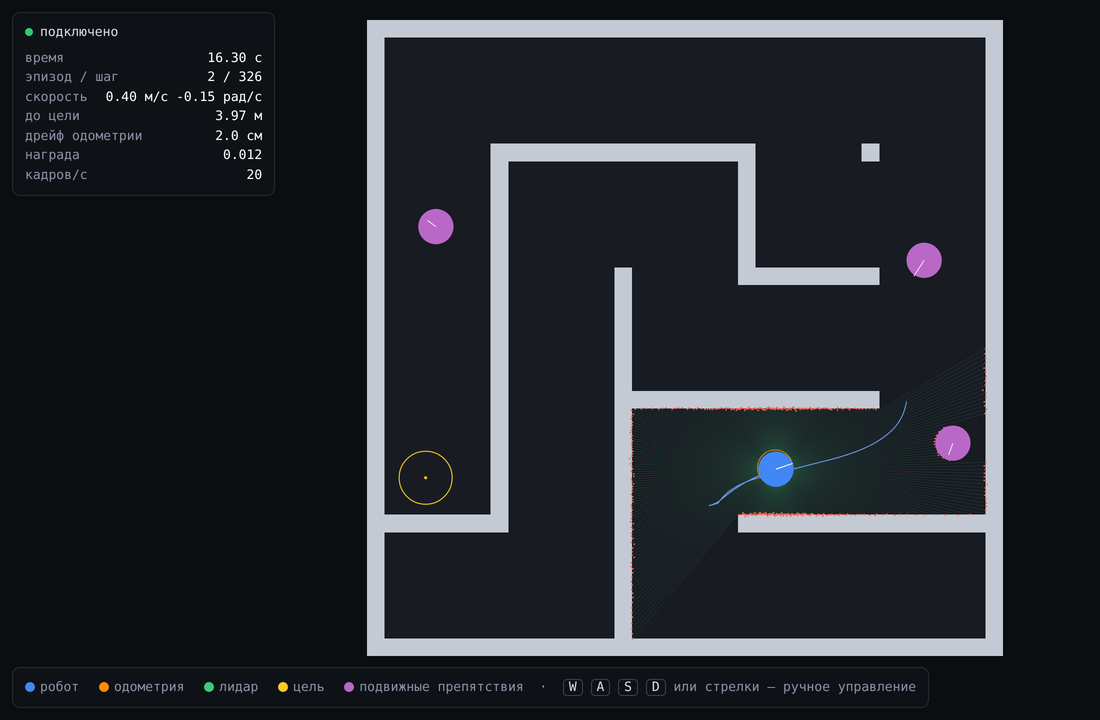 подключено
время 16.30 с
эпизод / шаг 2 / 326
скорость 0.40 м/с -0.15 рад/с
до цели 3.97 м
дрейф одометрии 2.0 см
награда 0.012
кадров/с 20
робот одометрия лидар цель подвижные препятствия · W A S D или стрелки — ручное управление